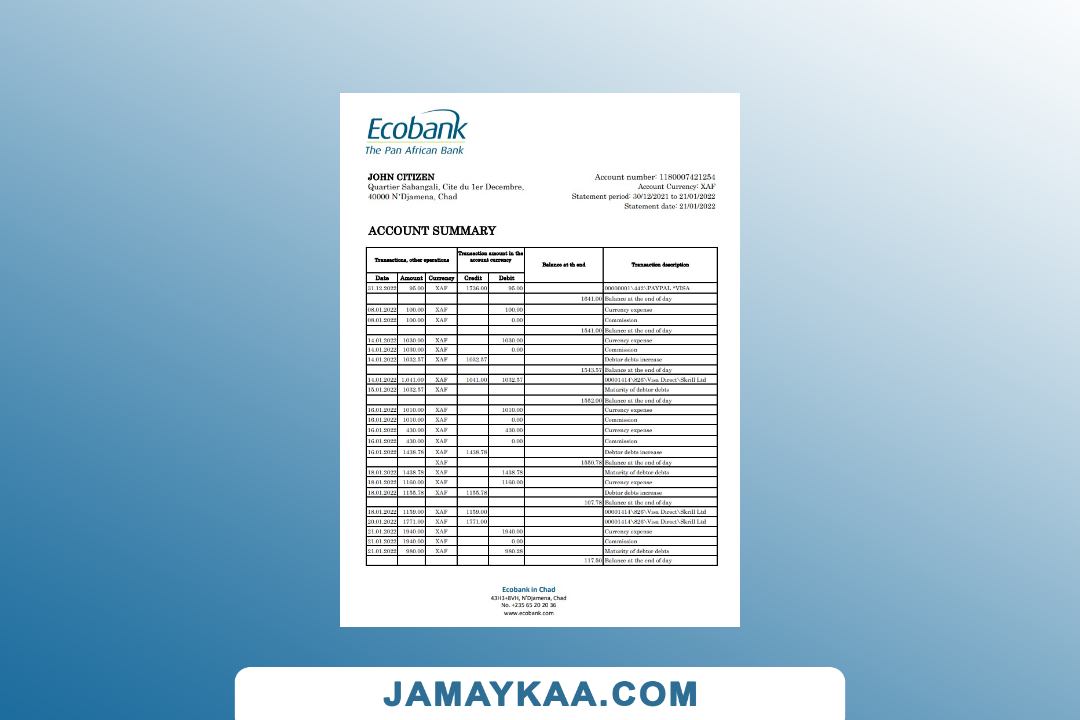 Ecobank
The Pan African Bank
JOHN CITIZEN
Quartier Sabangali, Cite du 1er Decembre,
40000 N'Djamena, Chad
Account number: 1180007421254
Account Currency: XAF
Statement period: 30/12/2021 to 21/01/2022
Statement date: 21/01/2022
ACCOUNT SUMMARY
Transactions, other operations Transaction amount in the account currency Balance at th end Transaction description
Date Amount Currency Credit Debit
31.12.2022 95.00 XAF 1736.00 95.00 00000001\442\PAYPAL *VISA
1641.00 Balance at the end of day
08.01.2022 100.00 XAF 100.00 Currency expense
08.01.2022 100.00 XAF 0.00 Commission
1541.00 Balance at the end of day
14.01.2022 1030.00 XAF 1030.00 Currency expense
14.01.2022 1030.00 XAF 0.00 Commission
14.01.2022 1032.57 XAF 1032.57 Debtor debts increase
1543.57 Balance at the end of day
14.01.2022 1,041.00 XAF 1041.00 1032.57 00001414\826\Visa Direct\Skrill Ltd
15.01.2022 1032.57 XAF Maturity of debtor debts
1552.00 Balance at the end of day
16.01.2022 1010.00 XAF 1010.00 Currency expense
16.01.2022 1010.00 XAF 0.00 Commission
16.01.2022 430.00 XAF 430.00 Currency expense
16.01.2022 430.00 XAF 0.00 Commission
16.01.2022 1438.78 XAF 1438.78 Debtor debts increase
XAF 1550.78 Balance at the end of day
18.01.2022 1438.78 XAF 1438.78 Maturity of debtor debts
18.01.2022 1160.00 XAF 1160.00 Currency expense
18.01.2022 1155.78 XAF 1155.78 Debtor debts increase
107.78 Balance at the end of day
18.01.2022 1159.00 XAF 1159.00 00001414\826\Visa Direct\Skrill Ltd
20.01.2022 1771.00 XAF 1771.00 00001414\826\Visa Direct\Skrill Ltd
21.01.2022 1940.00 XAF 1940.00 Currency expense
21.01.2022 1940.00 XAF 0.00 Commission
21.01.2022 980.00 XAF 980.28 Maturity of debtor debts
117.50 Balance at the end of day
Ecobank in Chad
43H3+8VH, N'Djamena, Chad
No. +235 65 20 20 36
www.ecobank.com
JAMAYKAA.COM